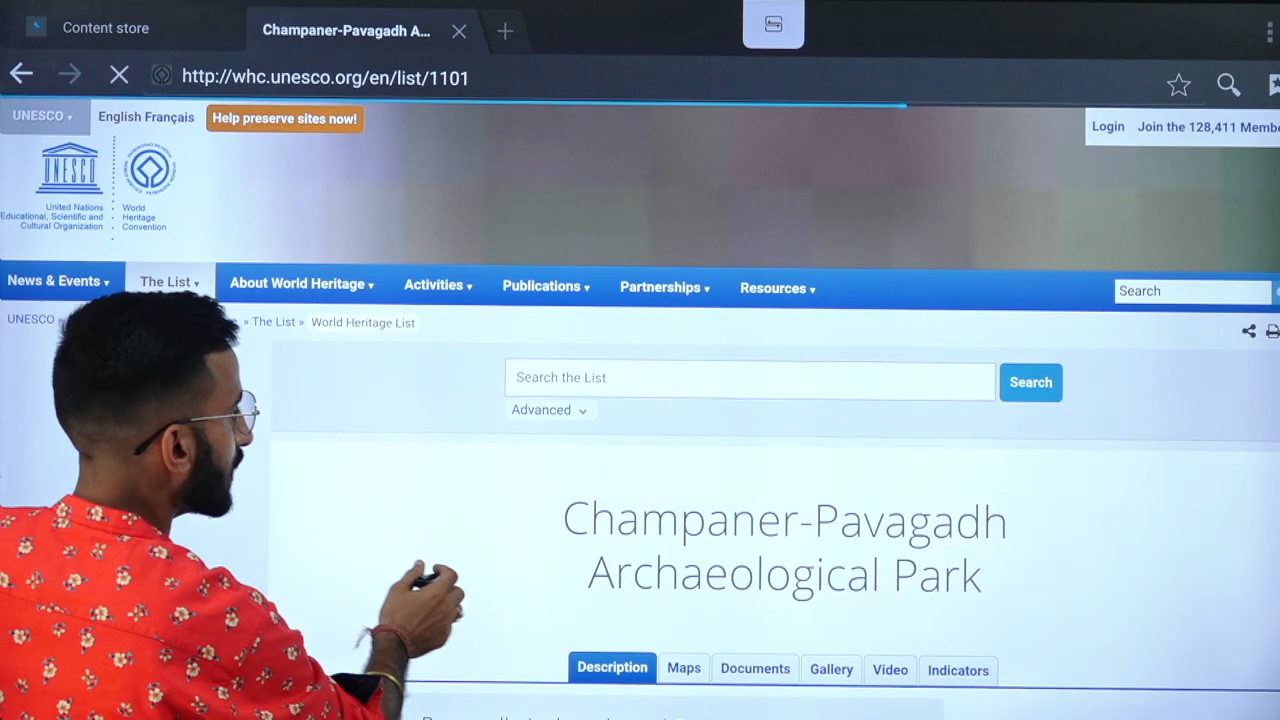 Content store
Champaner-Pavagadh A...
http://whc.unesco.org/en/list/1101
UNESCO
English Français
Help preserve sites now!
Login Join the 128,411 Membe
UNESCO
United Nations
Educational, Scientific and
Cultural Organization
World
Heritage
Convention
News & Events
The List
About World Heritage
Activities
Publications
Partnerships
Resources
Search
UNESCO
» The List » World Heritage List
Search the List
Search
Advanced
Champaner-Pavagadh
Archaeological Park
Description
Maps
Documents
Gallery
Video
Indicators